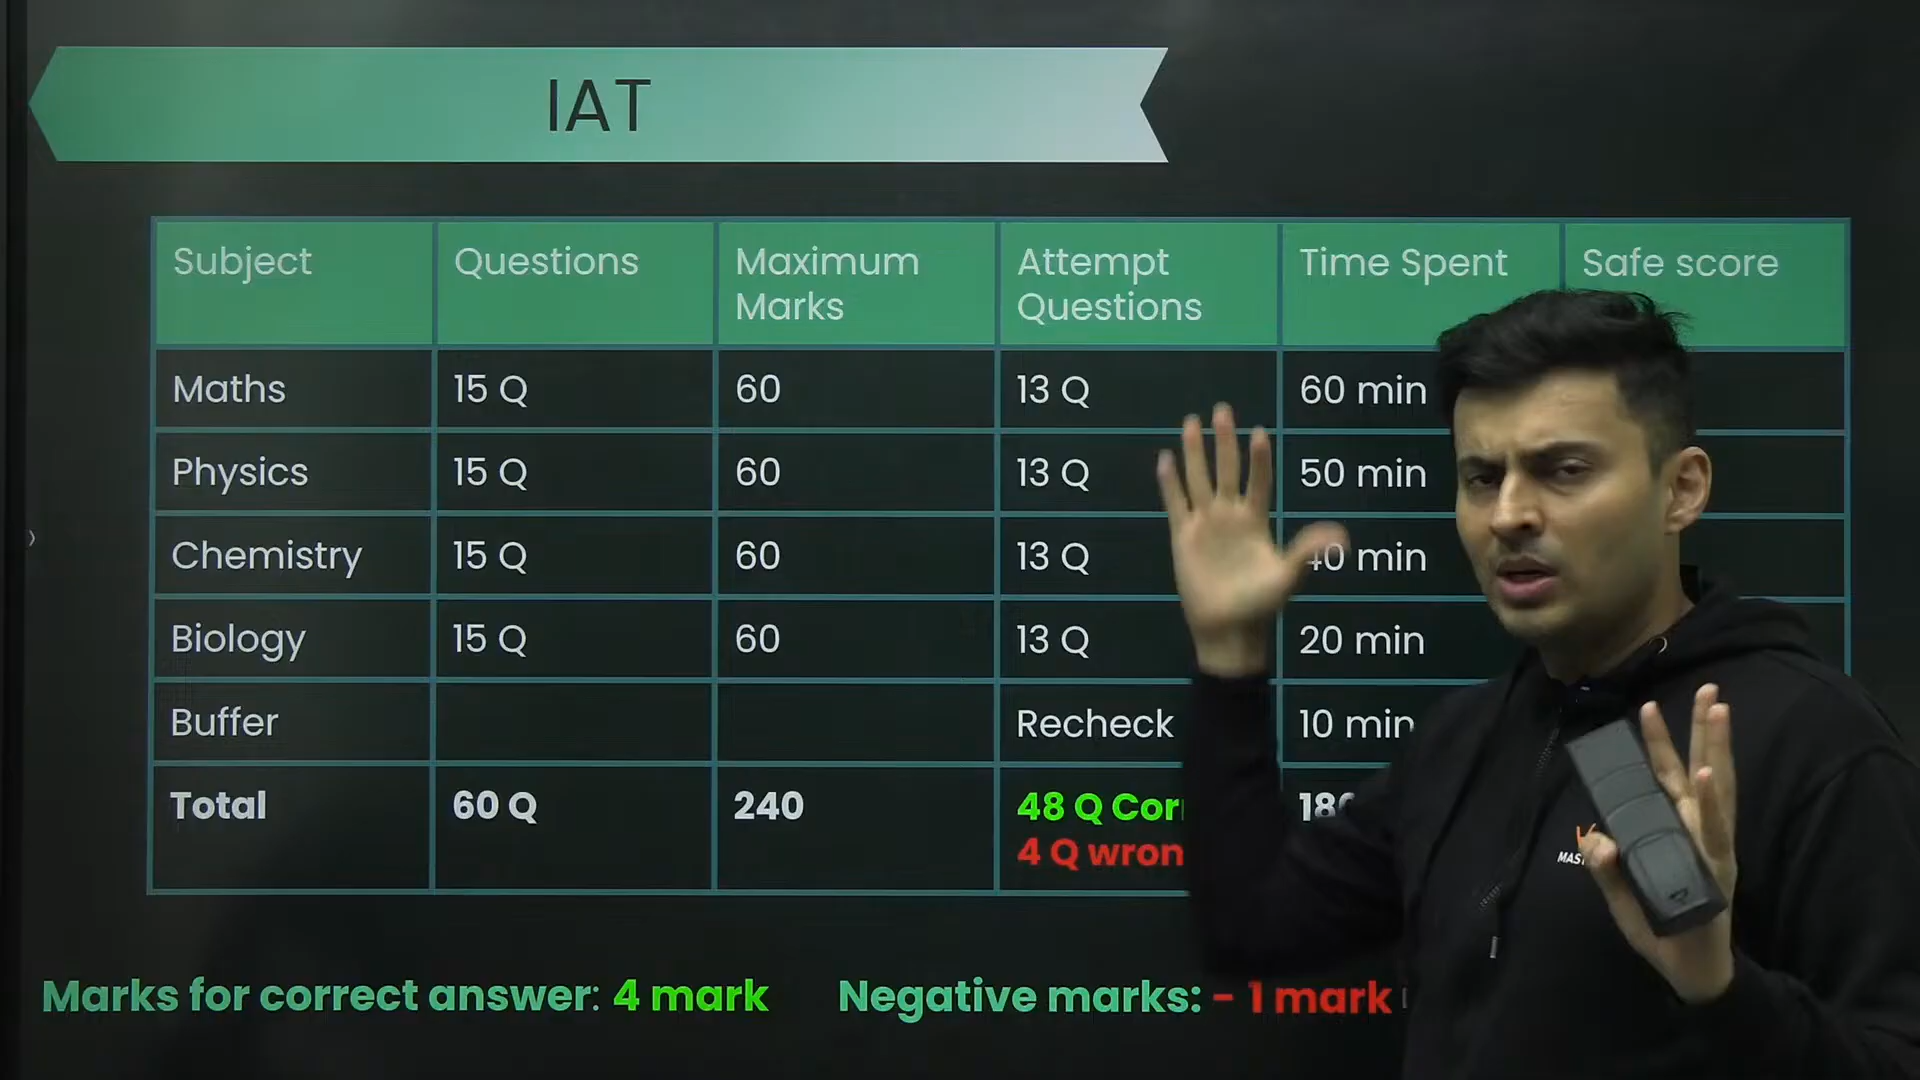 IAT
Subject Questions Maximum Marks Attempt Questions Time Spent Safe score
Maths 15 Q 60 13 Q 60 min
Physics 15 Q 60 13 Q 50 min
Chemistry 15 Q 60 13 Q 40 min
Biology 15 Q 60 13 Q 20 min
Buffer Recheck 10 min
Total 60 Q 240 48 Q
4 Q
Marks for correct answer: 4 mark Negative marks: - 1 mark